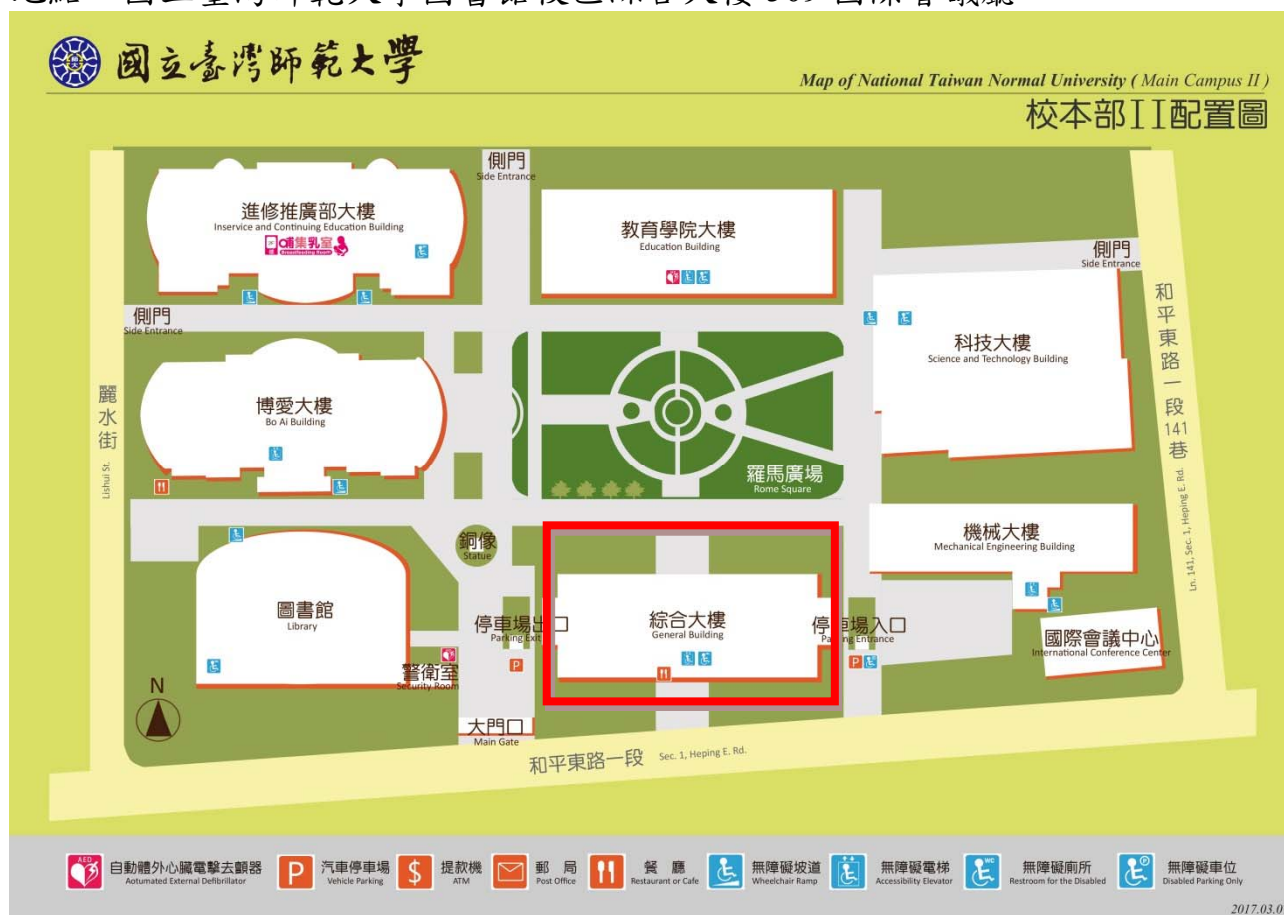 國立臺灣師範大學
Map of National Taiwan Normal University ( Main Campus II )
校本部II配置圖
側門
Side Entrance
進修推廣部大樓
Inservice and Continuing Education Building
哺集乳室
Breastfeeding Room
教育學院大樓
Education Building
側門
Side Entrance
側門
Side Entrance
科技大樓
Science and Technology Building
和平東路一段141巷
Ln. 141, Sec. 1, Heping E. Rd.
麗水街
Lishui St.
博愛大樓
Bo Ai Building
羅馬廣場
Rome Square
銅像
Statue
機械大樓
Mechanical Engineering Building
圖書館
Library
停車場出口
Parking Exit
綜合大樓
General Building
停車場入口
Parking Entrance
國際會議中心
International Conference Center
警衛室
Security Room
P
P
N
大門口
Main Gate
和平東路一段 Sec. 1, Heping E. Rd.
AED
自動體外心臟電擊去顫器
Aotumated External Defibrillator
P
汽車停車場
Vehicle Parking
$
提款機
ATM
郵 局
Post Office
餐 廳
Restaurant or Cafe
無障礙坡道
Wheelchair Ramp
無障礙電梯
Accessibility Elevator
WC
無障礙廁所
Restroom for the Disabled
P
無障礙車位
Disabled Parking Only
2017.03.0